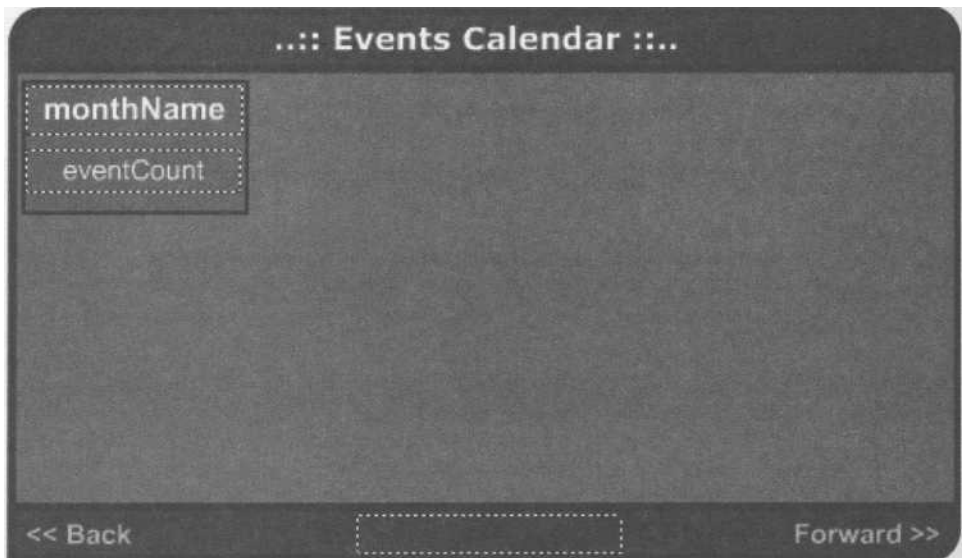 ..:: Events Calendar ::..
monthName
eventCount
<< Back
Forward >>